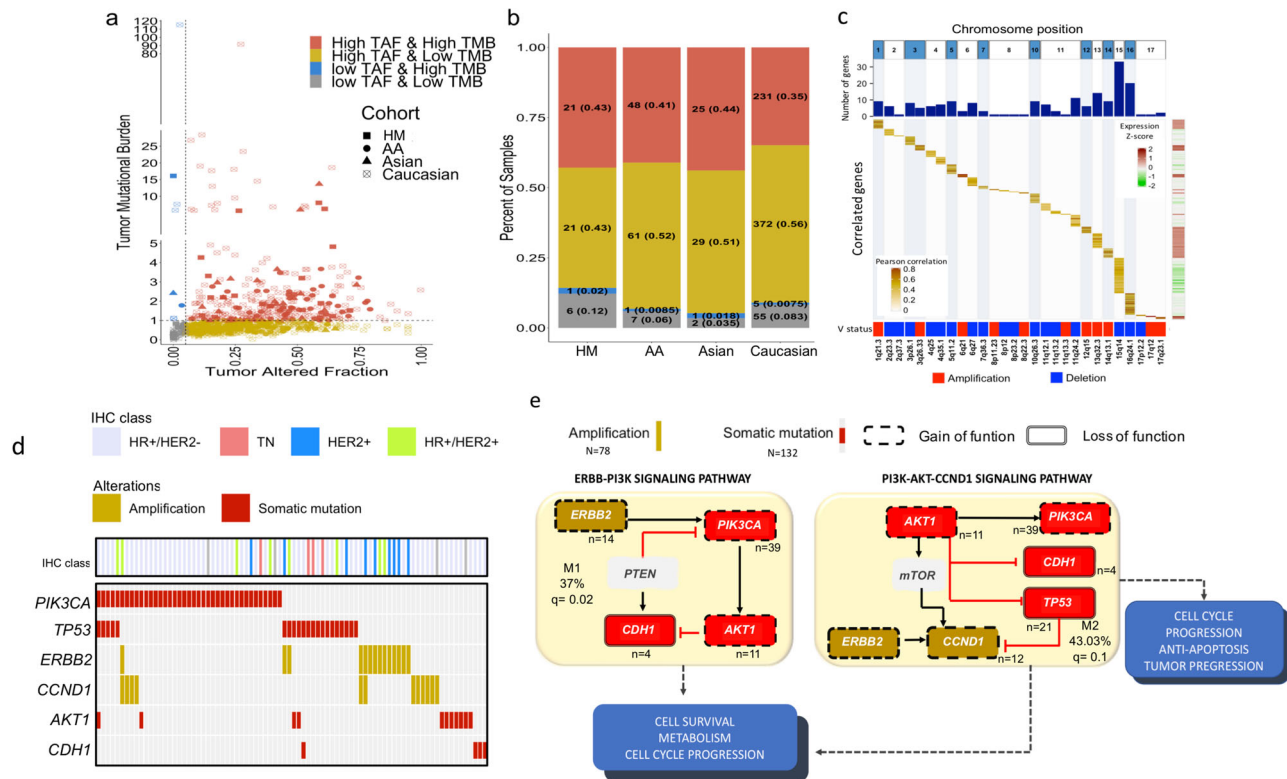 a
High TAF & High TMB
High TAF & Low TMB
low TAF & High TMB
low TAF & Low TMB
Cohort
HM
AA
Asian
Caucasian
Tumor Mutational Burden
120
110
100
90
80
25
20
15
10
5
4
3
2
1
0
0.00
0.25
0.50
0.75
1.00
Tumor Altered Fraction
b
Percent of Samples
1.00
0.75
0.50
0.25
0.00
21 (0.43)
48 (0.41)
25 (0.44)
231 (0.35)
21 (0.43)
61 (0.52)
29 (0.51)
372 (0.56)
1 (0.02)
1 (0.0085)
1 (0.018)
5 (0.0075)
6 (0.12)
7 (0.06)
2 (0.035)
55 (0.083)
HM
AA
Asian
Caucasian
c
Chromosome position
1 2 3 4 5 6 7 8 10 11 12 13 14 15 16 17
Number of genes
30
20
10
0
Correlated genes
Expression
Z-score
2
1
0
-1
-2
Pearson correlation
0.8
0.6
0.4
0.2
0
V status
1q21.3
2q23.3
2q37.3
3p26.1
3q26.33
4q25
4q35.1
5q11.2
6q21
6q27
7q36.3
8p11.23
8p12
8p23.2
8q22.3
10q26.3
11q12.1
11q13.2
11q13.3
11q24.2
12q15
13q32.3
14q13.1
15q14
16q24.1
17p12.2
17q12
17q23.1
Amplification
Deletion
d
IHC class
HR+/HER2-
TN
HER2+
HR+/HER2+
Alterations
Amplification
Somatic mutation
IHC class
PIK3CA
TP53
ERBB2
CCND1
AKT1
CDH1
e
Amplification
N=78
Somatic mutation
N=132
Gain of funtion
Loss of function
ERBB-PI3K SIGNALING PATHWAY
ERBB2
n=14
PIK3CA
n=39
PTEN
M1
37%
q= 0.02
CDH1
n=4
AKT1
n=11
PI3K-AKT-CCND1 SIGNALING PATHWAY
AKT1
n=11
PIK3CA
n=39
mTOR
CDH1
n=4
TP53
n=21
M2
43.03%
q= 0.1
ERBB2
CCND1
n=12
CELL CYCLE
PROGRESSION
ANTI-APOPTOSIS
TUMOR PREGRESSION
CELL SURVIVAL
METABOLISM
CELL CYCLE PROGRESSION